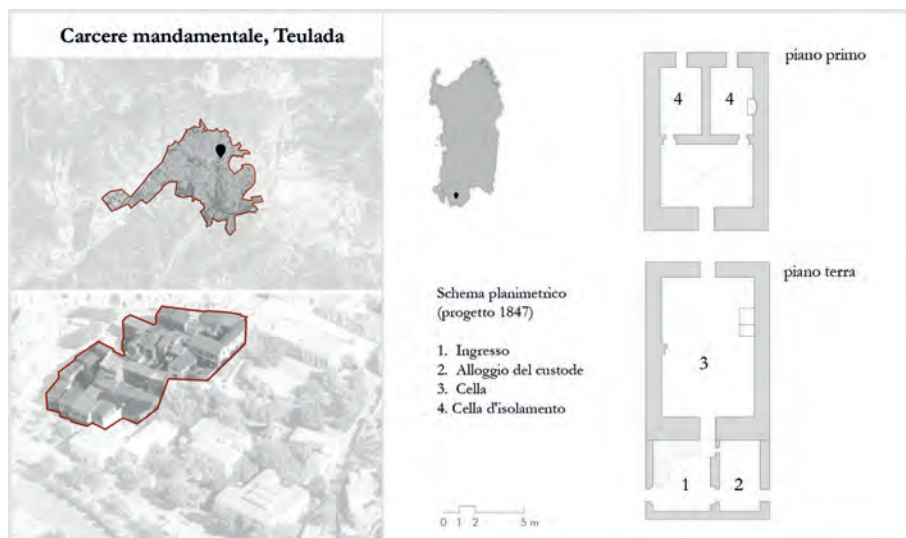 Carcere mandamentale, Teulada
piano primo
4
4
piano terra
Schema planimetrico
(progetto 1847)
1. Ingresso
2. Alloggio del custode
3. Cella
4. Cella d'isolamento
3
1
2
0 1 2 5 m